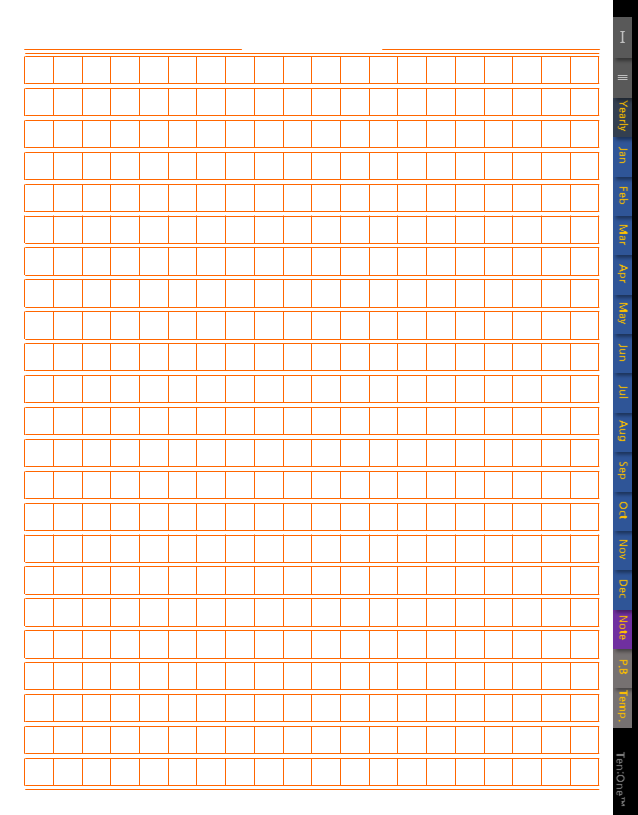 I
≡
Yearly
Jan
Feb
Mar
Apr
May
Jun
Jul
Aug
Sep
Oct
Nov
Dec
Note
P.B
Temp.
Ten:One™